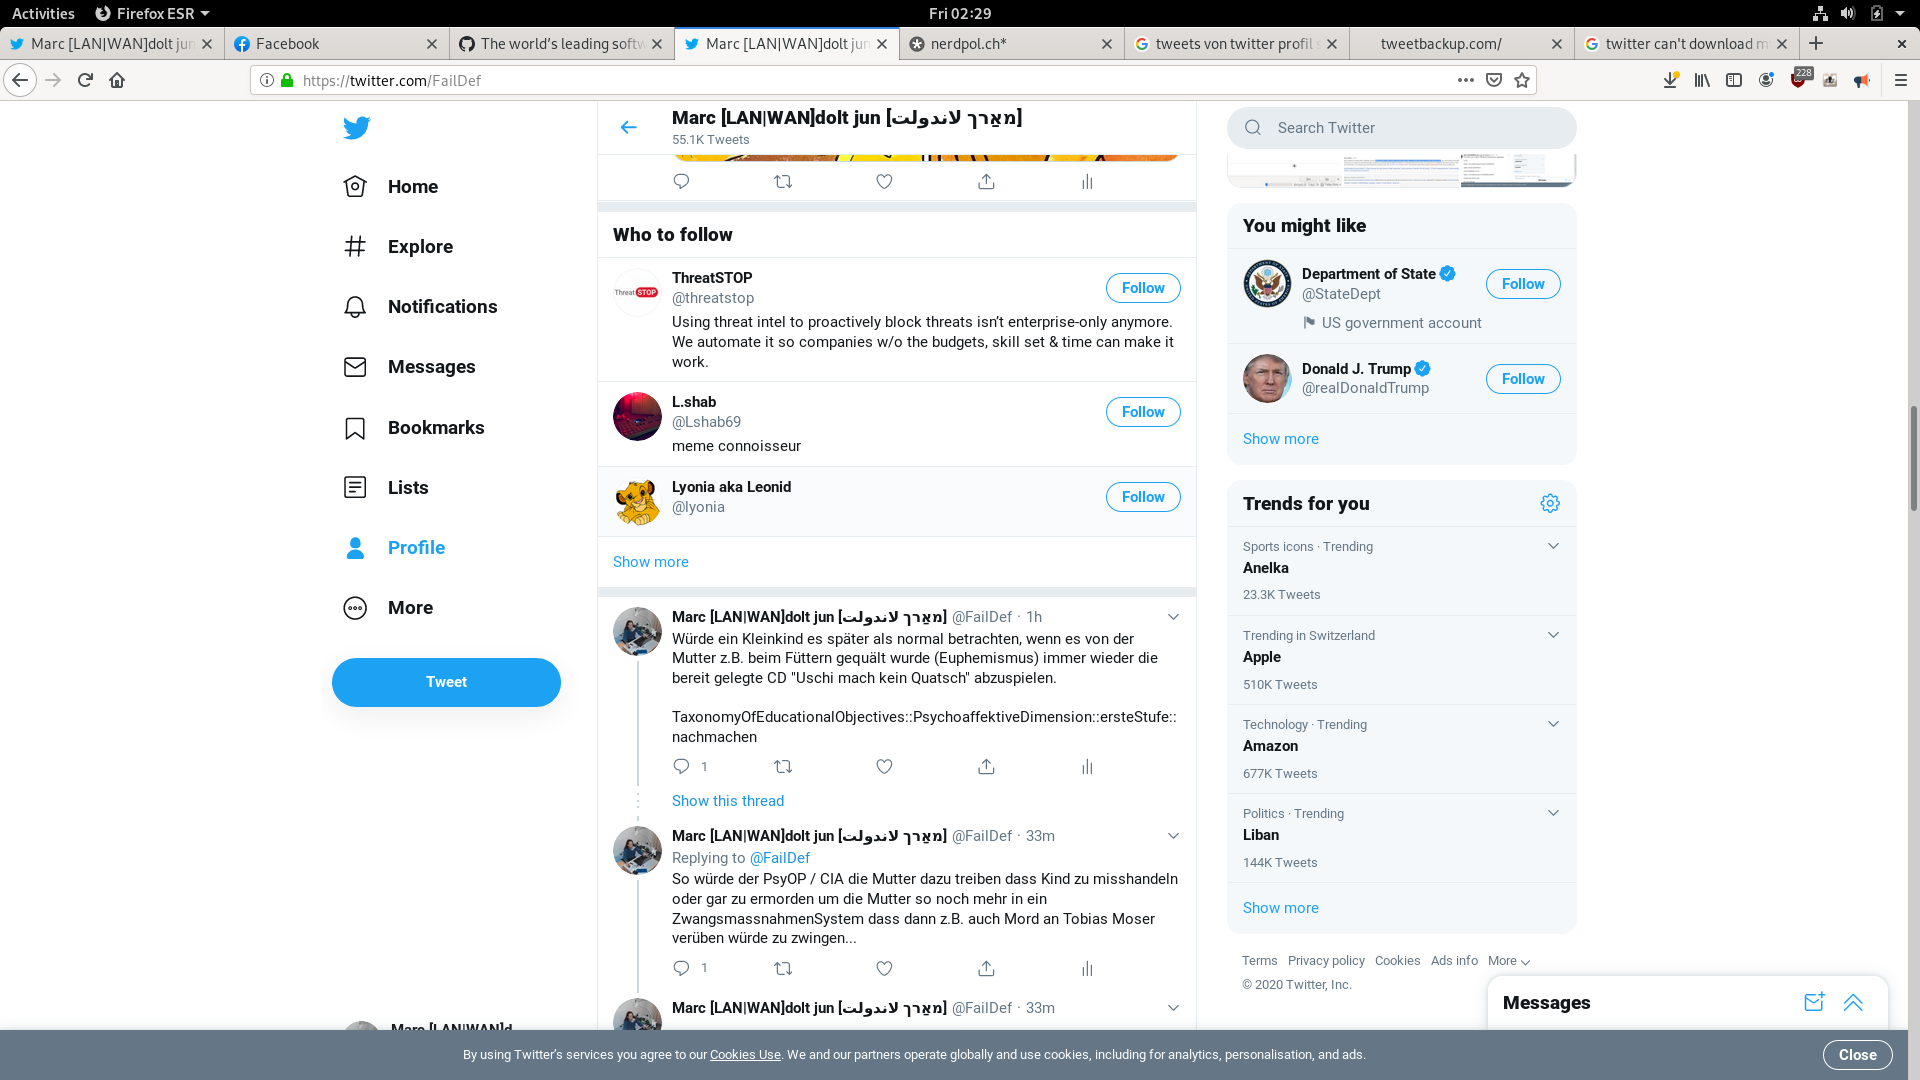 Activities Firefox ESR Fri 02:29
Marc [LAN|WAN]dolt jun Facebook The world's leading softw Marc [LAN|WAN]dolt jun nerdpol.ch* tweets von twitter profil s tweetbackup.com/ twitter can't download m
https://twitter.com/FailDef 228
Marc [LAN|WAN]dolt jun [מאַרך לאנדולת]
55.1K Tweets
Home
Explore
Notifications
Messages
Bookmarks
Lists
Profile
More
Tweet
Marc [LAN|WAN]d
Who to follow
ThreatSTOP
@threatstop
Follow
Threat STOP
Using threat intel to proactively block threats isn't enterprise-only anymore.
We automate it so companies w/o the budgets, skill set & time can make it
work.
L.shab
@Lshab69
Follow
meme connoisseur
Lyonia aka Leonid
@lyonia
Follow
Show more
Marc [LAN|WAN]dolt jun [מאַרך לאנדולת] @FailDef · 1h
Würde ein Kleinkind es später als normal betrachten, wenn es von der
Mutter z.B. beim Füttern gequält wurde (Euphemismus) immer wieder die
bereit gelegte CD "Uschi mach kein Quatsch" abzuspielen.
TaxonomyOfEducationalObjectives::PsychoaffektiveDimension::ersteStufe::
nachmachen
1
Show this thread
Marc [LAN|WAN]dolt jun [מאַרך לאנדולת] @FailDef · 33m
Replying to @FailDef
So würde der PsyOP / CIA die Mutter dazu treiben dass Kind zu misshandeln
oder gar zu ermorden um die Mutter so noch mehr in ein
ZwangsmassnahmenSystem dass dann z.B. auch Mord an Tobias Moser
verüben würde zu zwingen...
1
Marc [LAN|WAN]dolt jun [מאַרך לאנדולת] @FailDef · 33m
Search Twitter
You might like
Department of State
@StateDept
Follow
US government account
Donald J. Trump
@realDonaldTrump
Follow
Show more
Trends for you
Sports icons · Trending
Anelka
23.3K Tweets
Trending in Switzerland
Apple
510K Tweets
Technology · Trending
Amazon
677K Tweets
Politics · Trending
Liban
144K Tweets
Show more
Terms Privacy policy Cookies Ads info More
© 2020 Twitter, Inc.
Messages
By using Twitter's services you agree to our Cookies Use. We and our partners operate globally and use cookies, including for analytics, personalisation, and ads.
Close